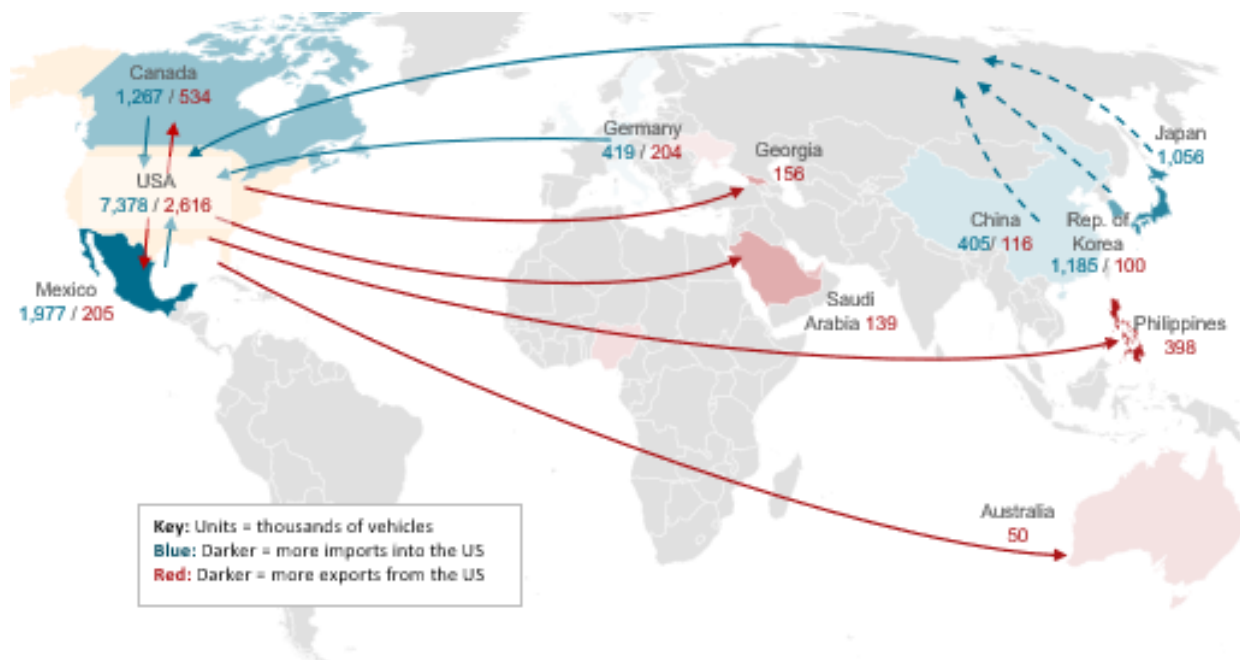 Canada
1,267 / 534
USA
7,378 / 2,616
Mexico
1,977 / 205
Germany
419 / 204
Georgia
156
Japan
1,056
China
405/ 116
Rep. of
Korea
1,185 / 100
Saudi
Arabia 139
Philippines
398
Australia
50
Key: Units = thousands of vehicles
Blue: Darker = more imports into the US
Red: Darker = more exports from the US